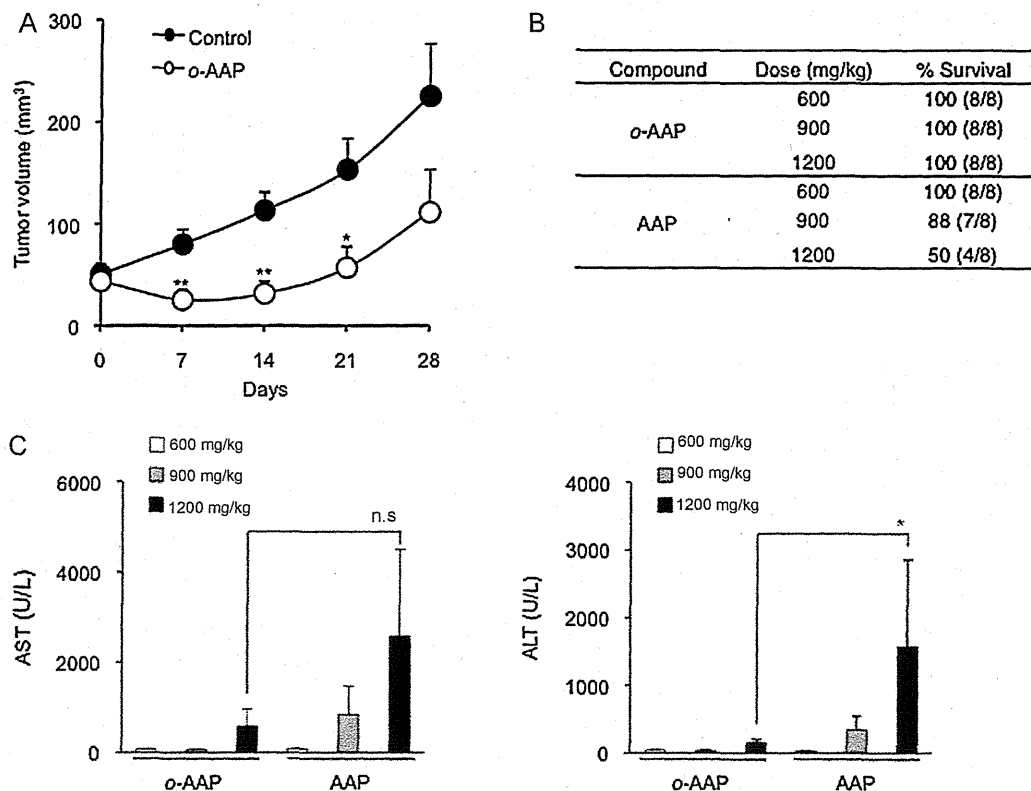 A
Control
o-AAP
Tumor volume (mm³)
300
200
100
0
**
**
*
0 7 14 21 28
Days
B
Compound Dose (mg/kg) % Survival
600 100 (8/8)
o-AAP 900 100 (8/8)
1200 100 (8/8)
600 100 (8/8)
AAP 900 88 (7/8)
1200 50 (4/8)
C
600 mg/kg
900 mg/kg
1200 mg/kg
AST (U/L)
6000
4000
2000
0
n.s
o-AAP AAP
600 mg/kg
900 mg/kg
1200 mg/kg
ALT (U/L)
4000
3000
2000
1000
0
*
o-AAP AAP